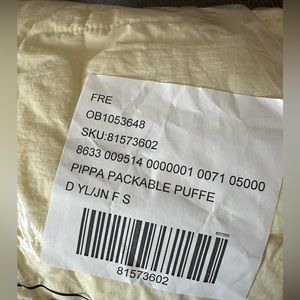 FRE
OB1053648
SKU:81573602
8633 009514 0000001 0071 05000
PIPPA PACKABLE PUFFE
D YL/JN F S
81573602